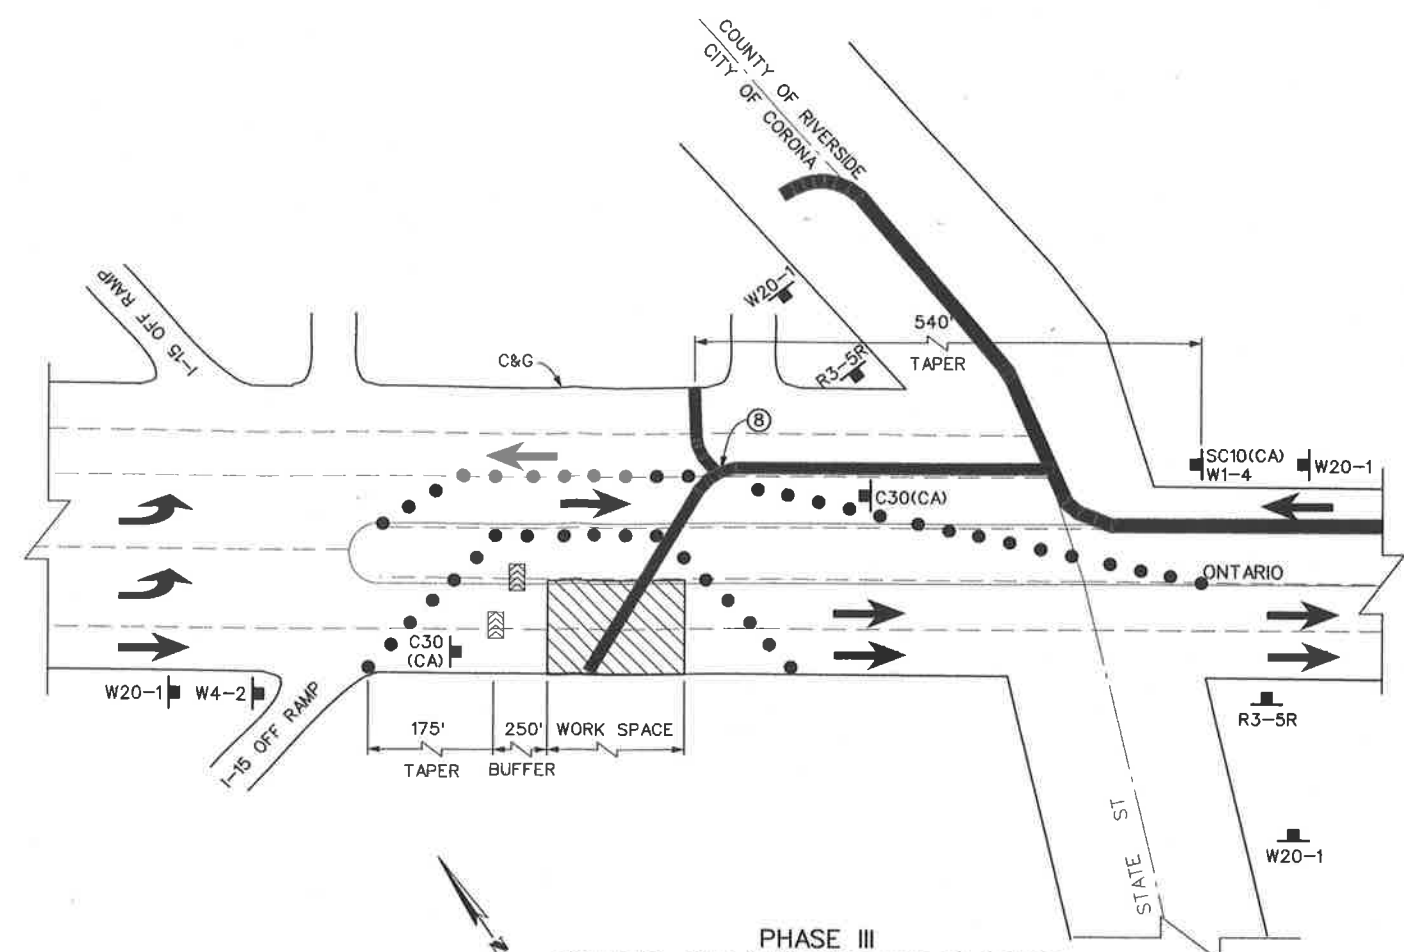 COUNTY OF RIVERSIDE
CITY OF CORONA
I-15 OFF RAMP
W20-1
540'
TAPER
C&G
R3-5R
8
SC10(CA)
W1-4
W20-1
C30(CA)
ONTARIO
C30
(CA)
W20-1
W4-2
I-15 OFF RAMP
175'
TAPER
250'
BUFFER
WORK SPACE
R3-5R
W20-1
STATE ST
N
PHASE III